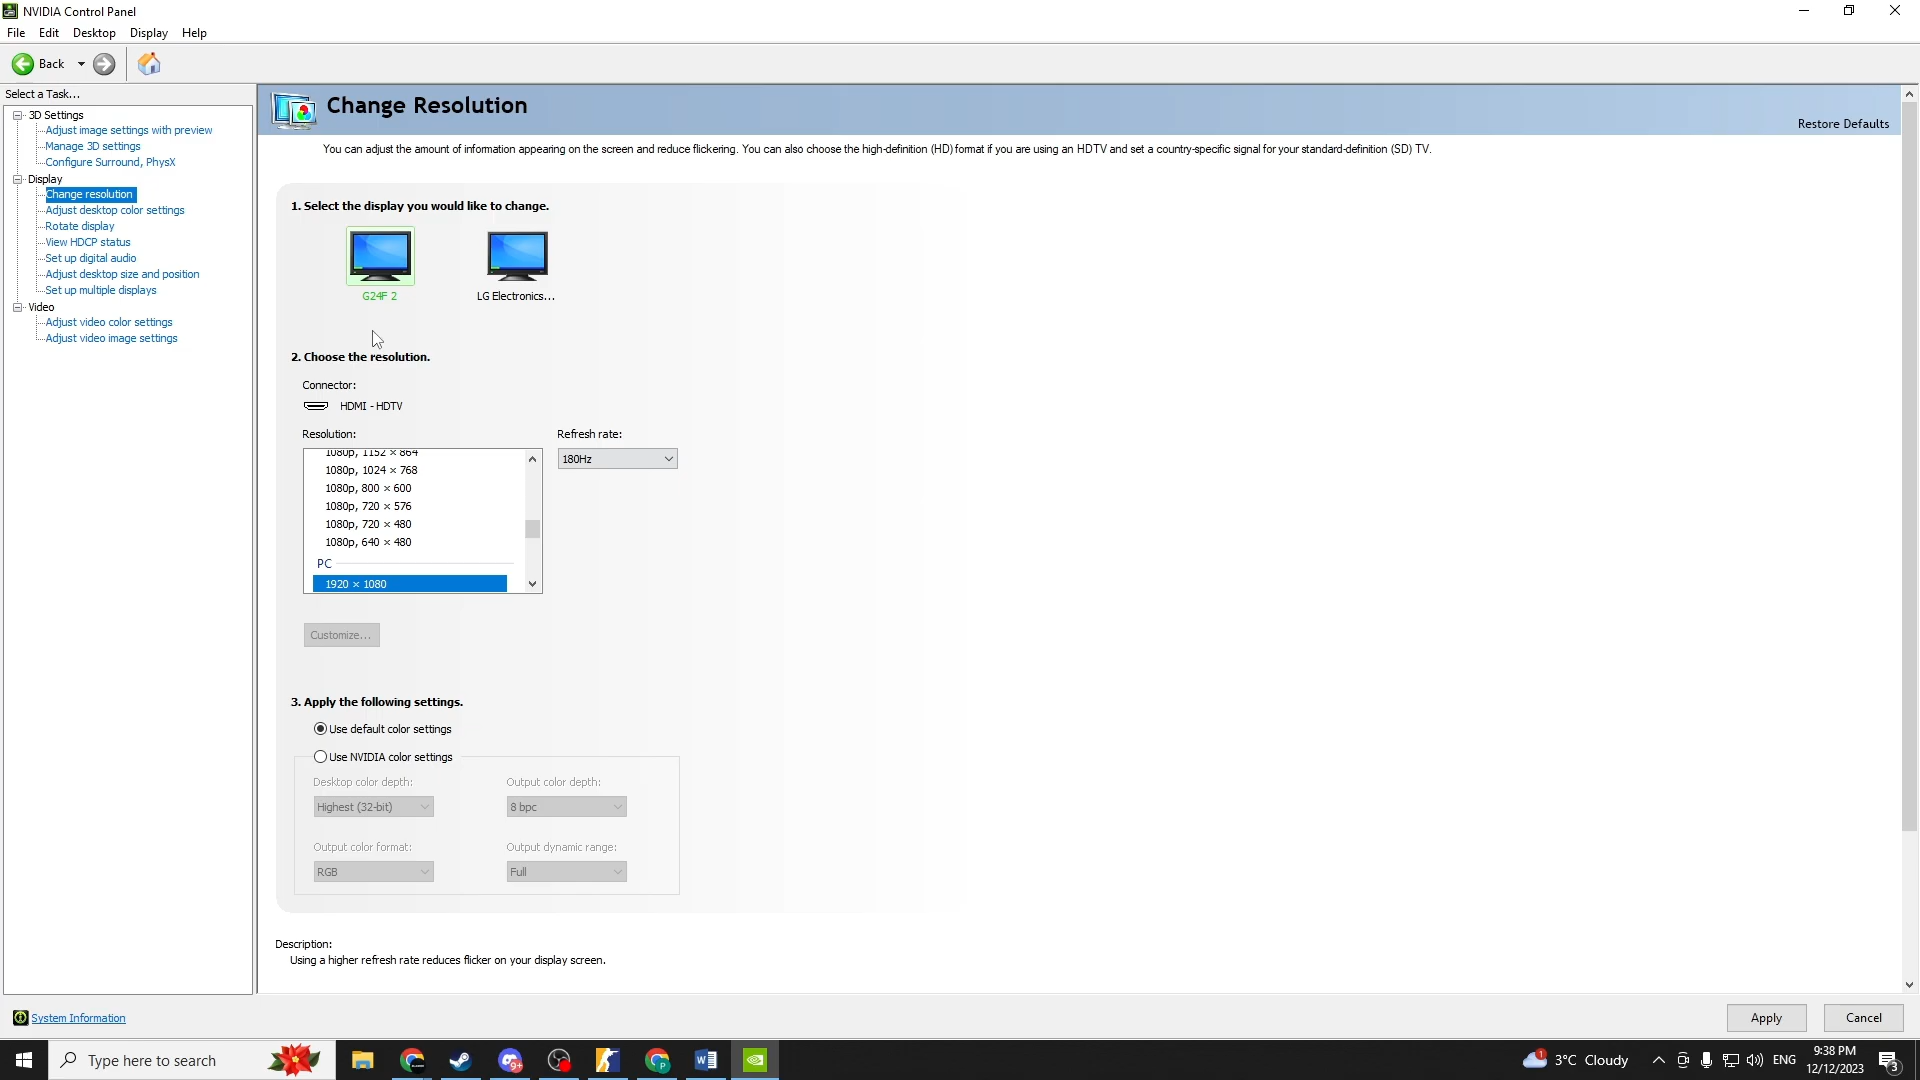 NVIDIA Control Panel
File Edit Desktop Display Help
Back
Select a Task...
3D Settings
Adjust image settings with preview
Manage 3D settings
Configure Surround, PhysX
Display
Change resolution
Adjust desktop color settings
Rotate display
View HDCP status
Set up digital audio
Adjust desktop size and position
Set up multiple displays
Video
Adjust video color settings
Adjust video image settings
System Information
Change Resolution
Restore Defaults
You can adjust the amount of information appearing on the screen and reduce flickering. You can also choose the high-definition (HD) format if you are using an HDTV and set a country-specific signal for your standard-definition (SD) TV.
1. Select the display you would like to change.
G24F 2
LG Electronics...
2. Choose the resolution.
Connector:
HDMI - HDTV
Resolution:
1080p, 1152 × 864
1080p, 1024 × 768
1080p, 800 × 600
1080p, 720 × 576
1080p, 720 × 480
1080p, 640 × 480
PC
1920 × 1080
Refresh rate:
180Hz
Customize...
3. Apply the following settings.
Use default color settings
Use NVIDIA color settings
Desktop color depth: Output color depth:
Highest (32-bit) 8 bpc
Output color format: Output dynamic range:
RGB Full
Description:
Using a higher refresh rate reduces flicker on your display screen.
Apply Cancel
Type here to search
9+
P
1
3°C Cloudy
ENG
9:38 PM
12/12/2023
3